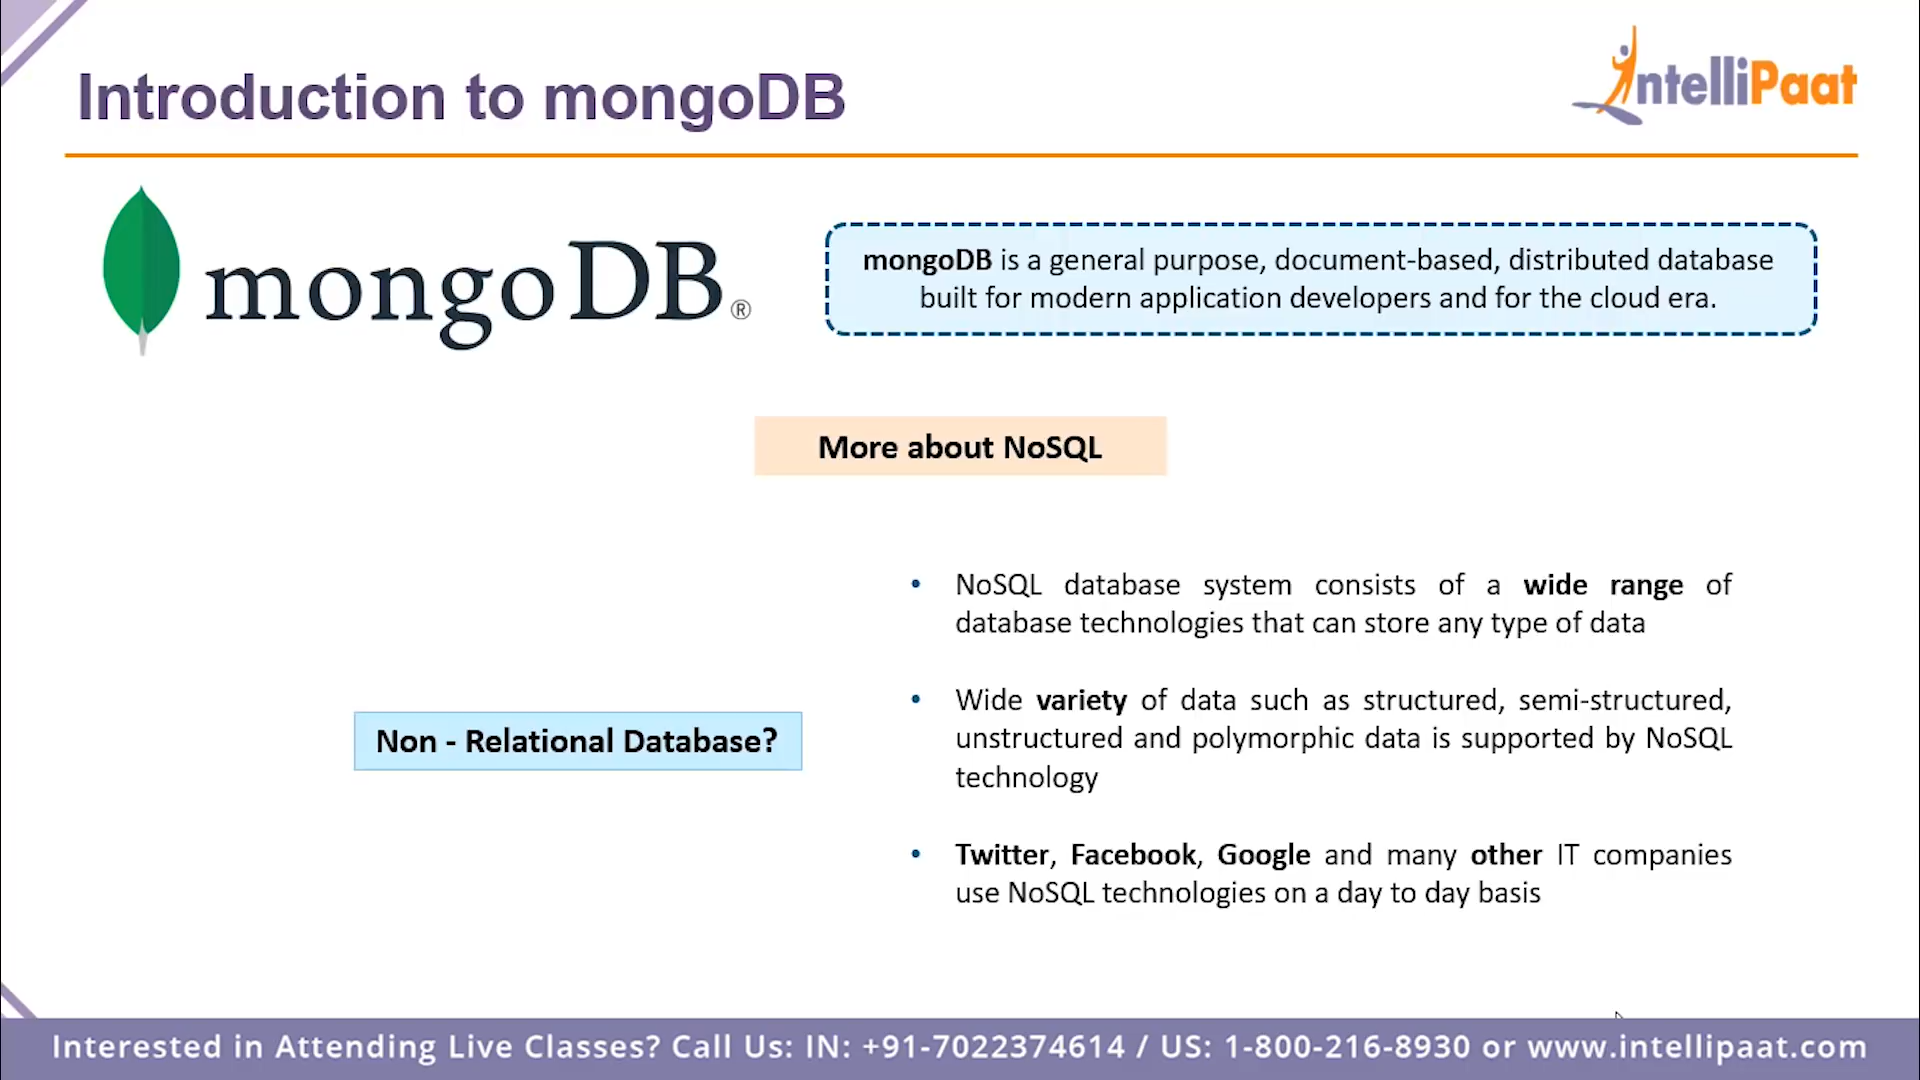 Introduction to mongoDB
IntelliPaat
mongoDB®
mongoDB is a general purpose, document-based, distributed database
built for modern application developers and for the cloud era.
More about NoSQL
Non - Relational Database?
• NoSQL database system consists of a wide range of
database technologies that can store any type of data
• Wide variety of data such as structured, semi-structured,
unstructured and polymorphic data is supported by NoSQL
technology
• Twitter, Facebook, Google and many other IT companies
use NoSQL technologies on a day to day basis
Interested in Attending Live Classes? Call Us: IN: +91-7022374614 / US: 1-800-216-8930 or www.intellipaat.com